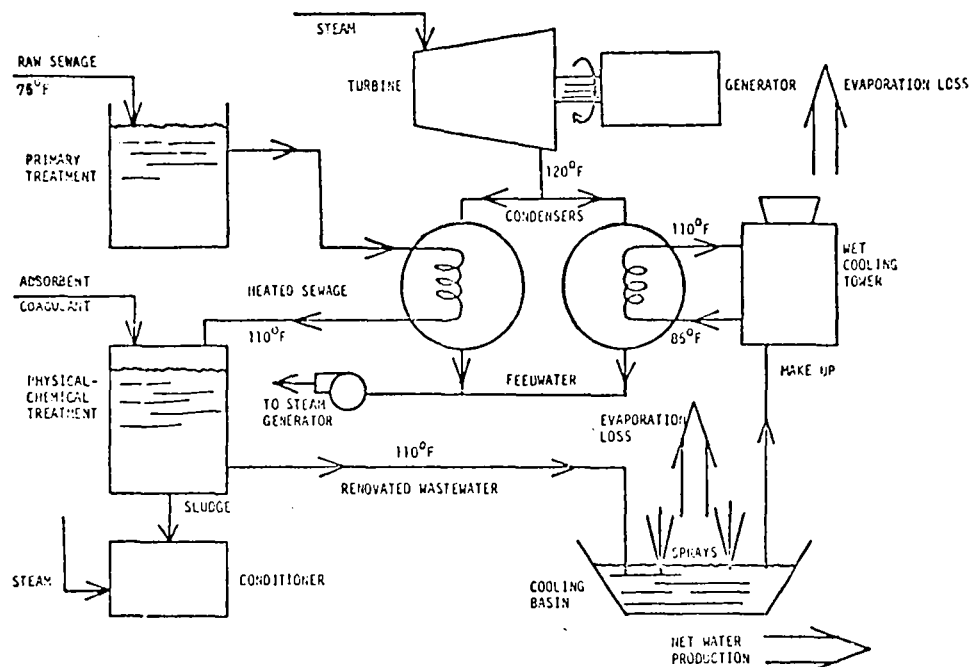 STEAM
RAW SEWAGE
75°F
TURBINE
GENERATOR
EVAPORATION LOSS
PRIMARY
TREATMENT
120°F
CONDENSERS
110°F
WET
COOLING
TOWER
ADSORBENT
COAGULANT
HEATED SEWAGE
110°F
85°F
MAKE UP
PHYSICAL-
CHEMICAL
TREATMENT
FEEDWATER
TO STEAM
GENERATOR
EVAPORATION
LOSS
110°F
RENOVATED WASTEWATER
SLUDGE
SPRAYS
STEAM
CONDITIONER
COOLING
BASIN
NET WATER
PRODUCTION